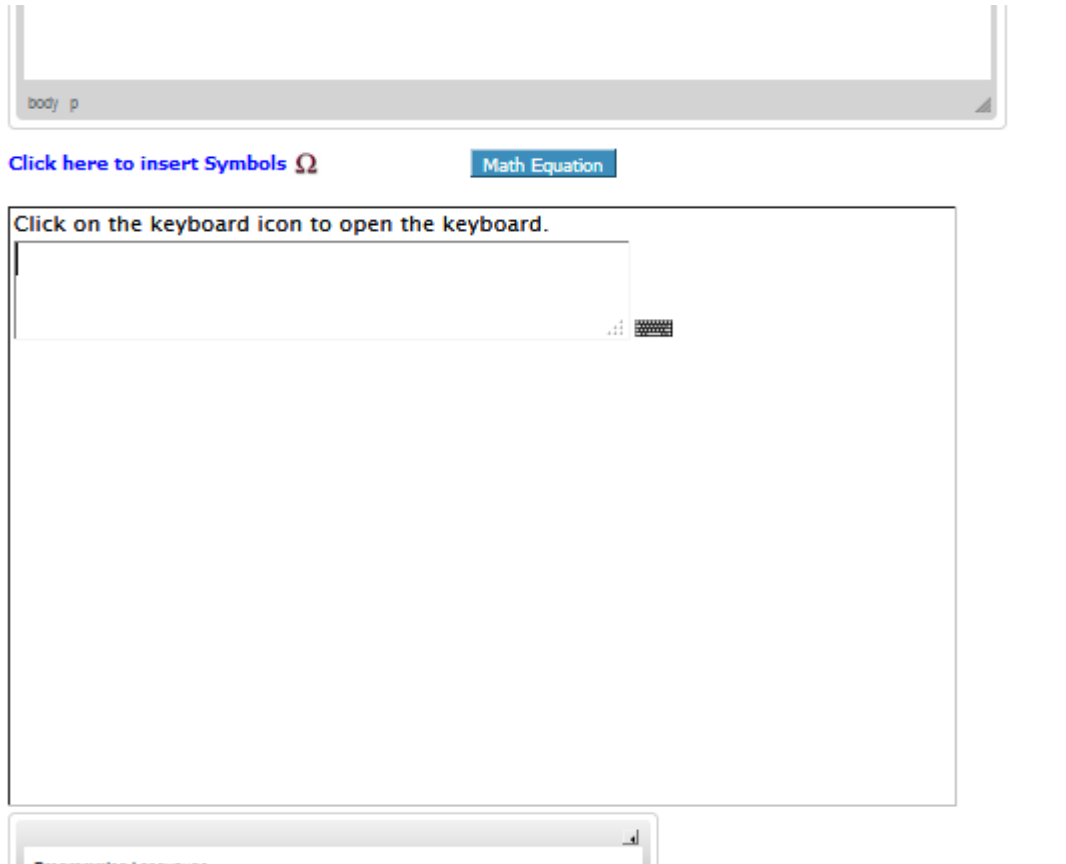 body p
Click here to insert Symbols Ω
Math Equation
Click on the keyboard icon to open the keyboard.